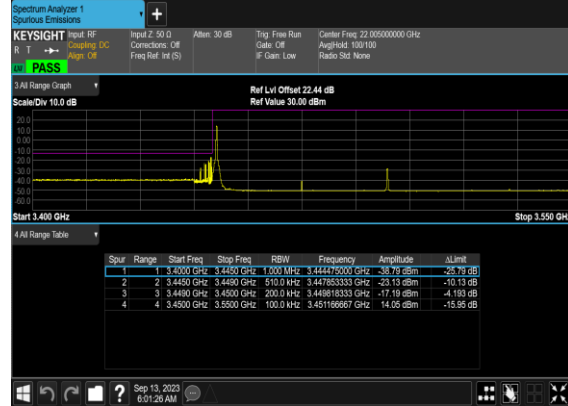 Spectrum Analyzer 1
Spurious Emissions
KEYSIGHT Input: RF
R T Coupling: DC
Align: Off
Input Z: 50 Ω
Corrections: Off
Freq Ref: Int (S)
Atten: 30 dB
Trig: Free Run
Gate: Off
IF Gain: Low
Center Freq: 22.005000000 GHz
Avg|Hold: 100/100
Radio Std: None
PASS
3 All Range Graph
Ref Lvl Offset 22.44 dB
Scale/Div 10.0 dB
Ref Value 30.00 dBm
20.0
10.0
0.00
-10.0
-20.0
-30.0
-40.0
-50.0
-60.0
Start 3.400 GHz
Stop 3.550 GHz
4 All Range Table
Spur Range Start Freq Stop Freq RBW Frequency Amplitude ΔLimit
1 1 3.4000 GHz 3.4450 GHz 1.000 MHz 3.444475000 GHz -38.79 dBm -25.79 dB
2 2 3.4450 GHz 3.4490 GHz 510.0 kHz 3.447853333 GHz -23.13 dBm -10.13 dB
3 3 3.4490 GHz 3.4500 GHz 200.0 kHz 3.449818333 GHz -17.19 dBm -4.193 dB
4 4 3.4500 GHz 3.5500 GHz 100.0 kHz 3.451166667 GHz 14.05 dBm -15.95 dB
Sep 13, 2023
6:01:26 AM